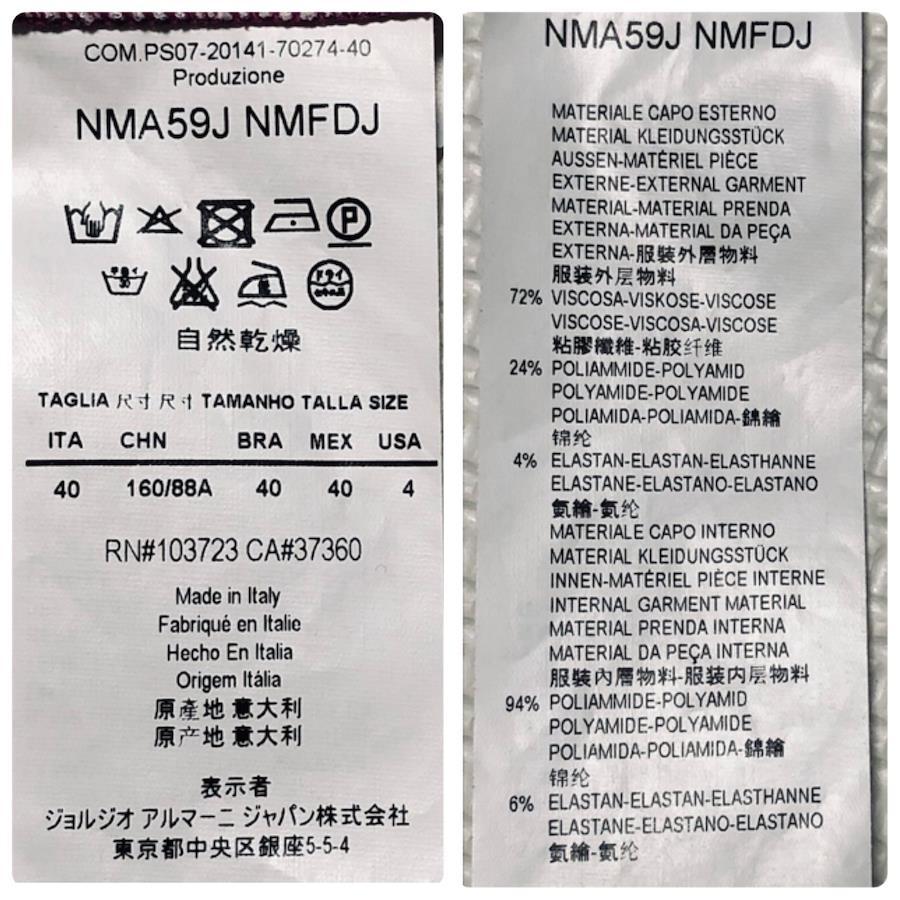 COM.PS07-20141-70274-40
Produzione
NMA59J NMFDJ
P
30
ドライ
自然乾燥
TAGLIA 尺寸 尺寸 TAMANHO TALLA SIZE
ITA CHN BRA MEX USA
40 160/88A 40 40 4
RN#103723 CA#37360
Made in Italy
Fabriqué en Italie
Hecho En Italia
Origem Itália
原產地 意大利
原产地 意大利
表示者
ジョルジオ アルマーニ ジャパン株式会社
東京都中央区銀座5-5-4
NMA59J NMFDJ
MATERIALE CAPO ESTERNO
MATERIAL KLEIDUNGSSTÜCK
AUSSEN-MATÉRIEL PIÈCE
EXTERNE-EXTERNAL GARMENT
MATERIAL-MATERIAL PRENDA
EXTERNA-MATERIAL DA PEÇA
EXTERNA-服裝外層物料
服装外层物料
72% VISCOSA-VISKOSE-VISCOSE
VISCOSE-VISCOSA-VISCOSE
粘膠纖維-粘胶纤维
24% POLIAMMIDE-POLYAMID
POLYAMIDE-POLYAMIDE
POLIAMIDA-POLIAMIDA-錦綸
锦纶
4% ELASTAN-ELASTAN-ELASTHANNE
ELASTANE-ELASTANO-ELASTANO
氨綸-氨纶
MATERIALE CAPO INTERNO
MATERIAL KLEIDUNGSSTÜCK
INNEN-MATÉRIEL PIÈCE INTERNE
INTERNAL GARMENT MATERIAL
MATERIAL PRENDA INTERNA
MATERIAL DA PEÇA INTERNA
服裝內層物料-服装内层物料
94% POLIAMMIDE-POLYAMID
POLYAMIDE-POLYAMIDE
POLIAMIDA-POLIAMIDA-錦綸
锦纶
6% ELASTAN-ELASTAN-ELASTHANNE
ELASTANE-ELASTANO-ELASTANO
氨綸-氨纶